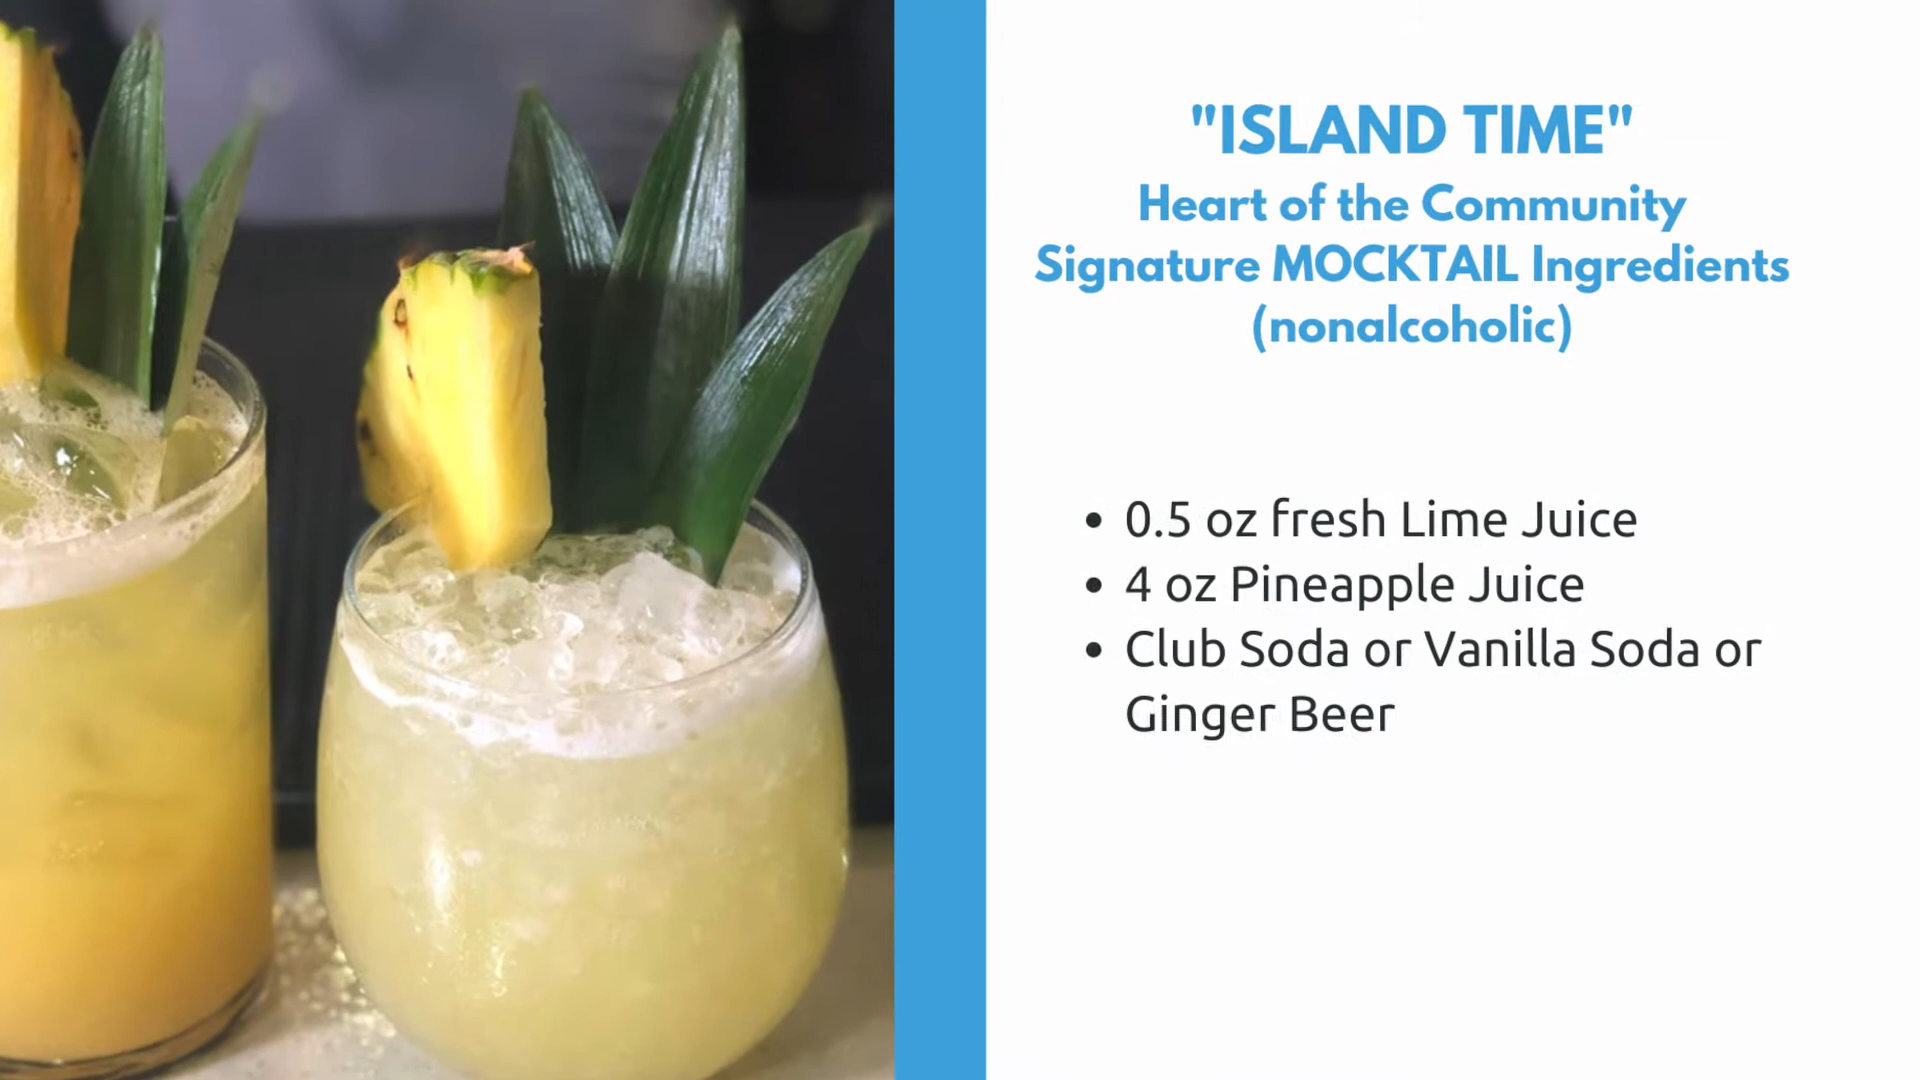 "ISLAND TIME"
Heart of the Community
Signature MOCKTAIL Ingredients
(nonalcoholic)
• 0.5 oz fresh Lime Juice
• 4 oz Pineapple Juice
• Club Soda or Vanilla Soda or
Ginger Beer